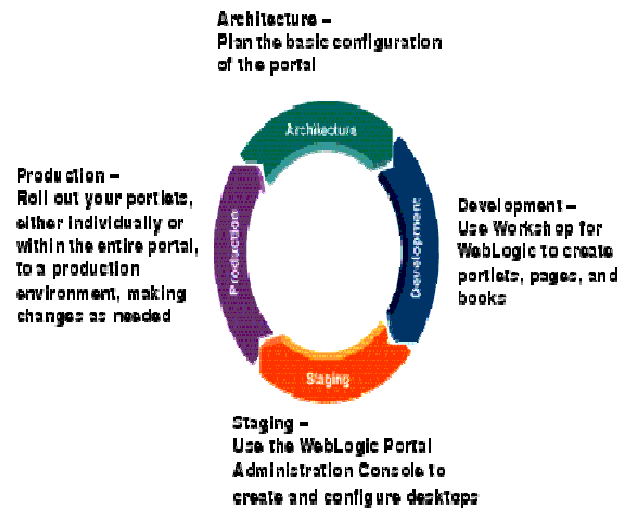 Architecture –
Plan the basic configuration
of the portal
Architecture
Production –
Roll out your portlets,
either individually or
within the entire portal,
to a production
environment, making
changes as needed
Production
Development
Development –
Use Workshop for
WebLogic to create
portlets, pages, and
books
Staging
Staging –
Use the WebLogic Portal
Administration Console to
create and configure desktops